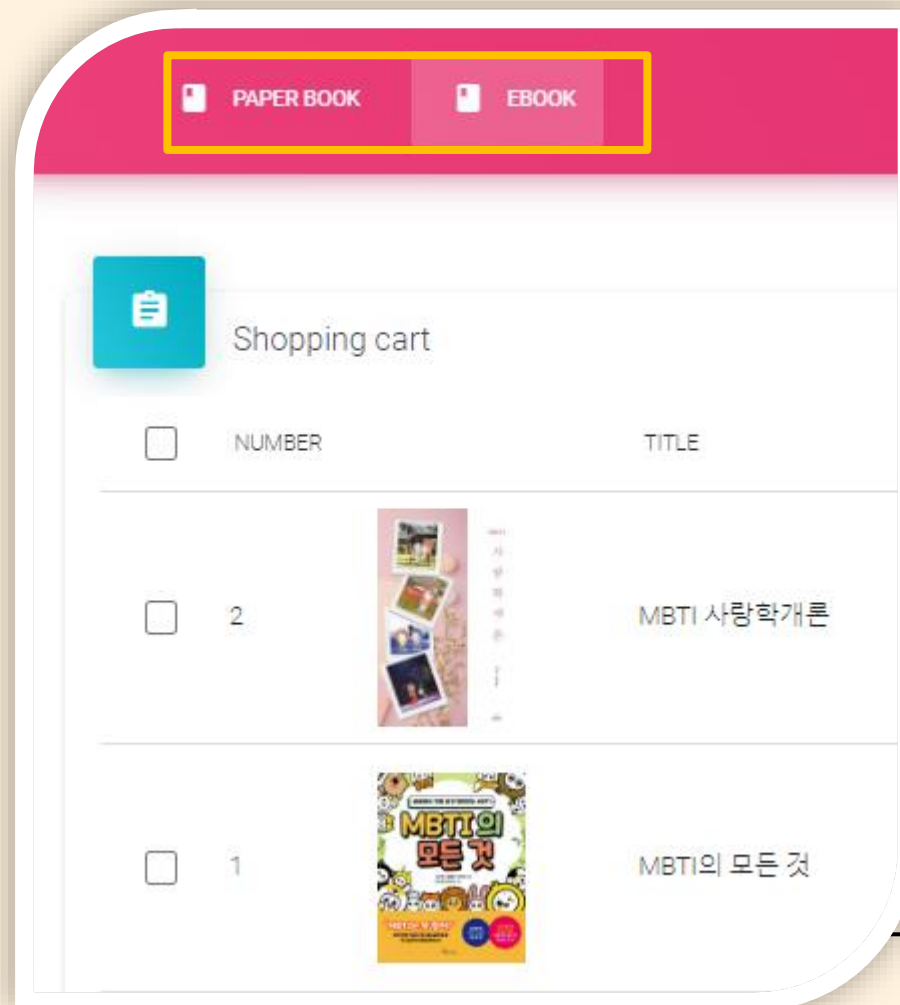 PAPER BOOK
EBOOK
Shopping cart
NUMBER
TITLE
2
MBTI 사랑학개론
1
MBTI의
모든 것
MBTI의 모든 것